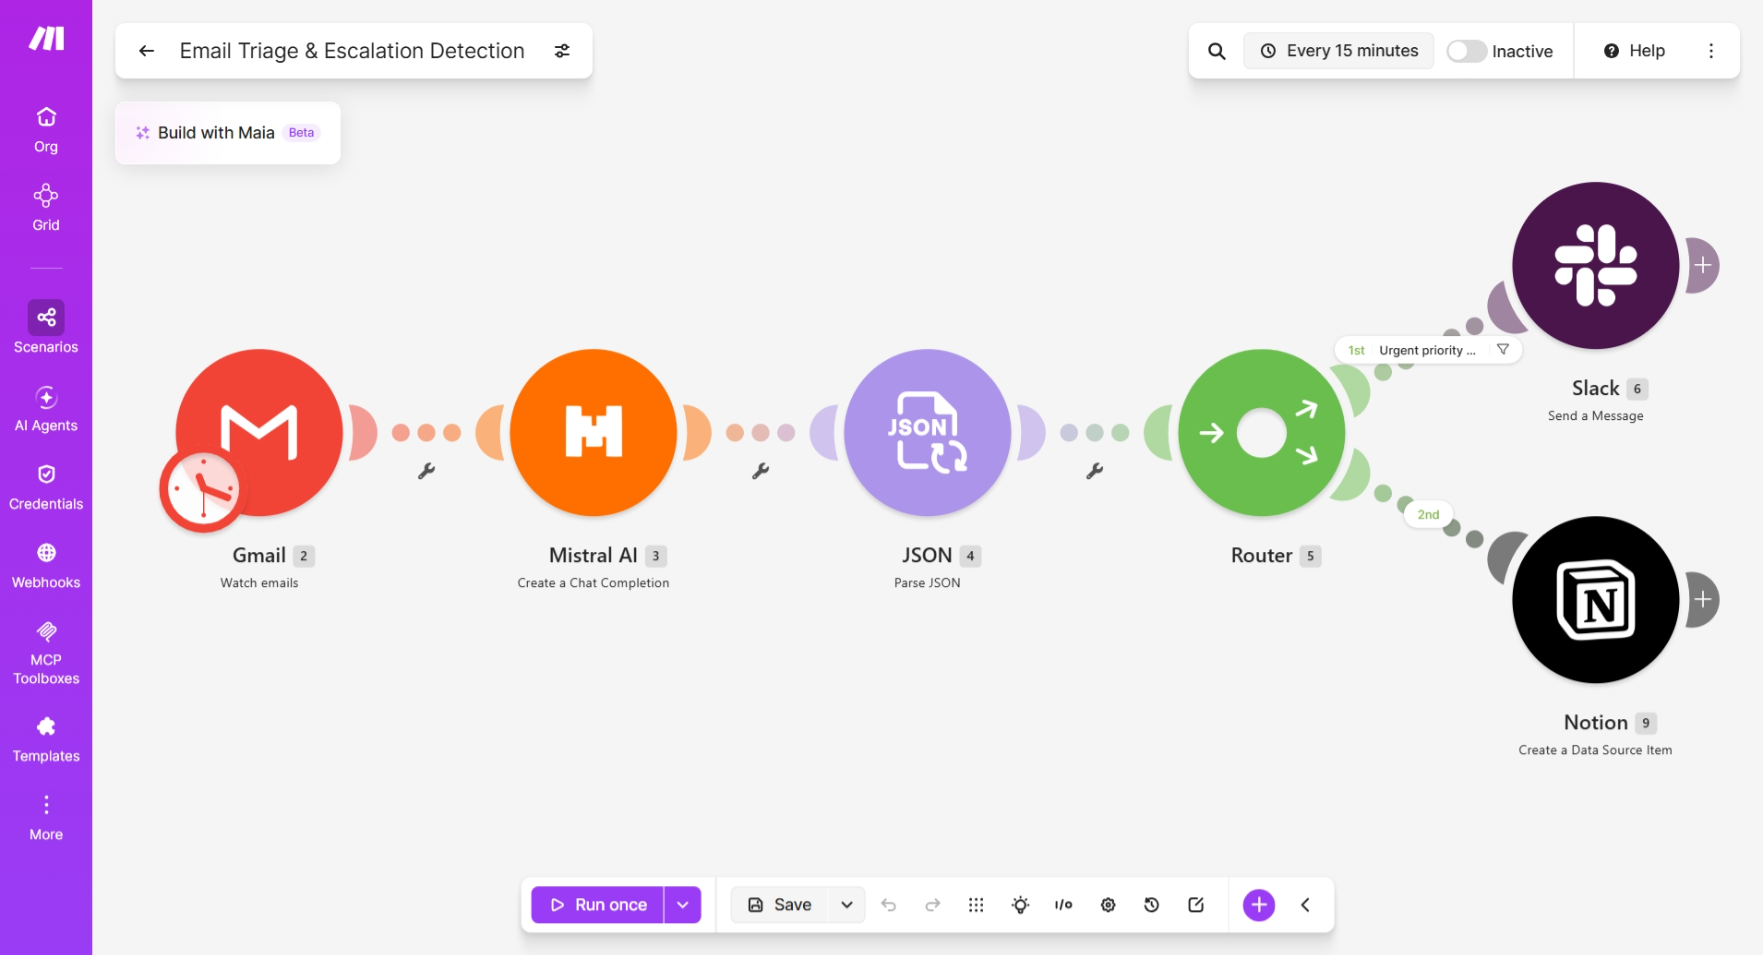 Email Triage & Escalation Detection
Every 15 minutes
Inactive
Help
Build with Maia Beta
Org
Grid
Scenarios
AI Agents
Credentials
Webhooks
MCP
Toolboxes
Templates
More
Gmail 2
Watch emails
Mistral AI 3
Create a Chat Completion
JSON
JSON 4
Parse JSON
Router 5
1st Urgent priority ...
2nd
Slack 6
Send a Message
N
Notion 9
Create a Data Source Item
Run once
Save
I/O